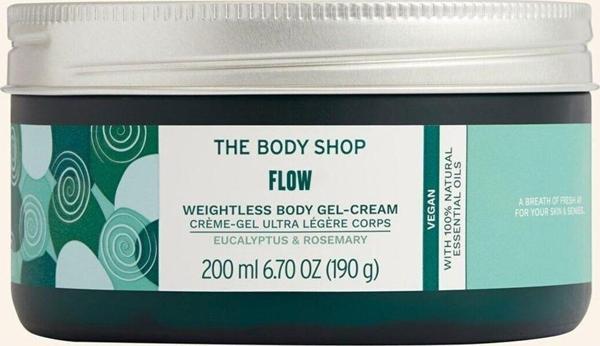 THE BODY SHOP
FLOW
WEIGHTLESS BODY GEL-CREAM
CRÈME-GEL ULTRA LÉGÈRE CORPS
EUCALYPTUS & ROSEMARY
200 ml 6.70 OZ (190 g)
VEGAN
WITH 100% NATURAL
ESSENTIAL OILS
A BREATH OF FRESH AIR
FOR YOUR SKIN & SENSES.